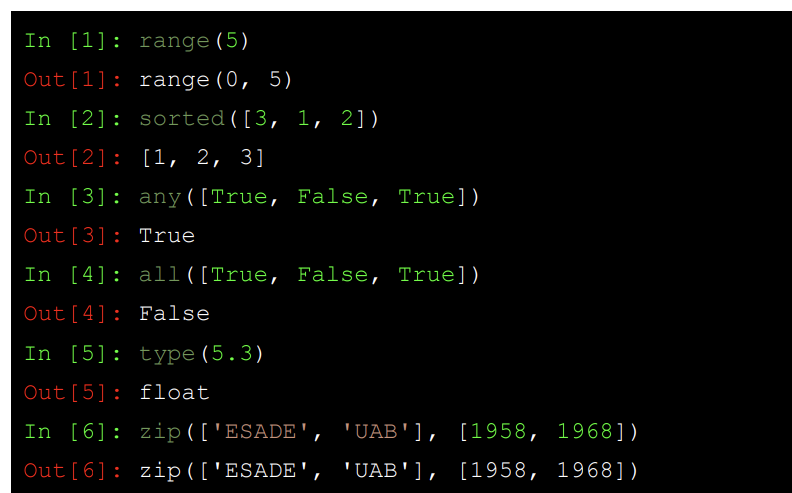 In [1]: range(5)
Out[1]: range(0, 5)
In [2]: sorted([3, 1, 2])
Out[2]: [1, 2, 3]
In [3]: any([True, False, True])
Out[3]: True
In [4]: all([True, False, True])
Out[4]: False
In [5]: type(5.3)
Out[5]: float
In [6]: zip(['ESADE', 'UAB'], [1958, 1968])
Out[6]: zip(['ESADE', 'UAB'], [1958, 1968])